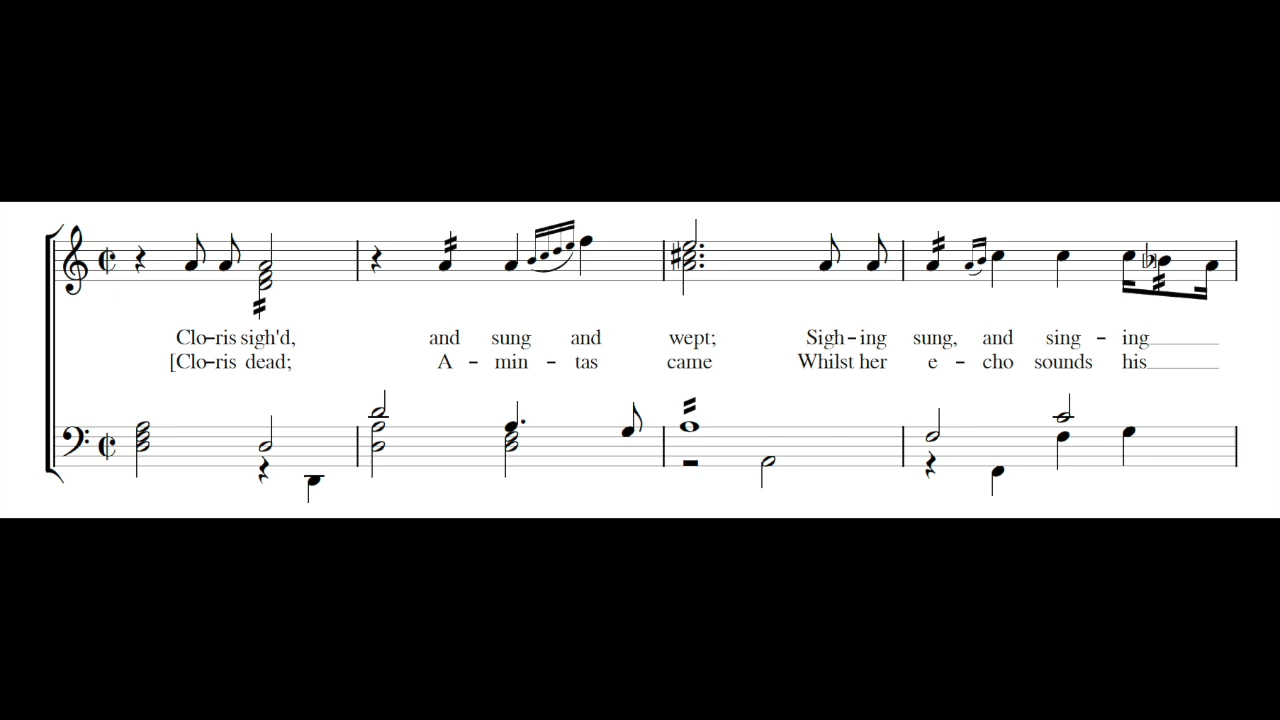 Clo-ris sigh'd, and sung and wept; Sigh-ing sung, and sing-ing
[Clo-ris dead; A-min-tas came Whilst her e-cho sounds his